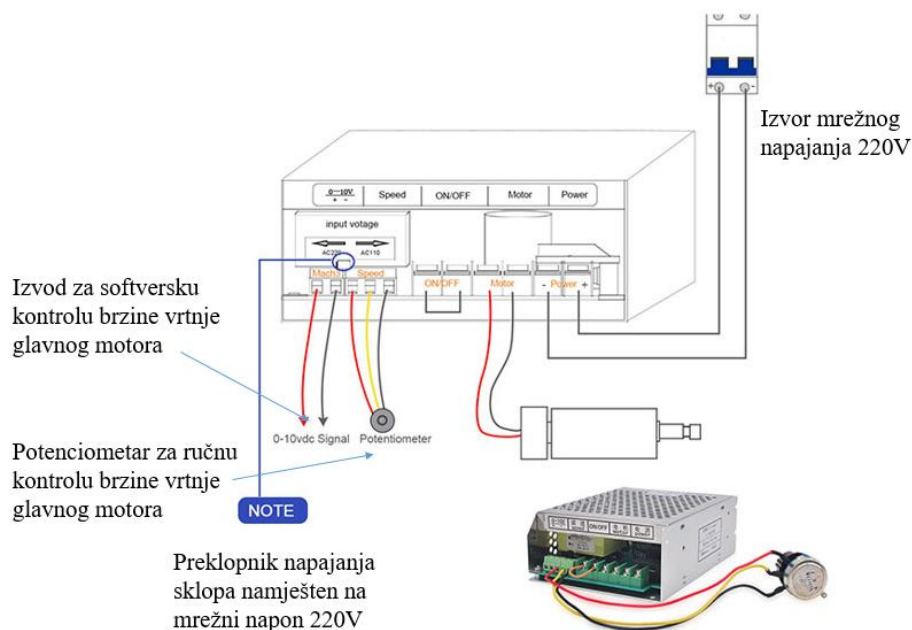 Izvor mrežnog
napajanja 220V
+ -
0—10V
+ -
Speed
ON/OFF
Motor
Power
input votage
AC220
AC110
Mach3
Speed
ON/OFF
Motor
- Power +
Izvod za softversku
kontrolu brzine vrtnje
glavnog motora
0-10vdc Signal
Potentiometer
Potenciometar za ručnu
kontrolu brzine vrtnje
glavnog motora
NOTE
Preklopnik napajanja
sklopa namješten na
mrežni napon 220V
ON/OFF